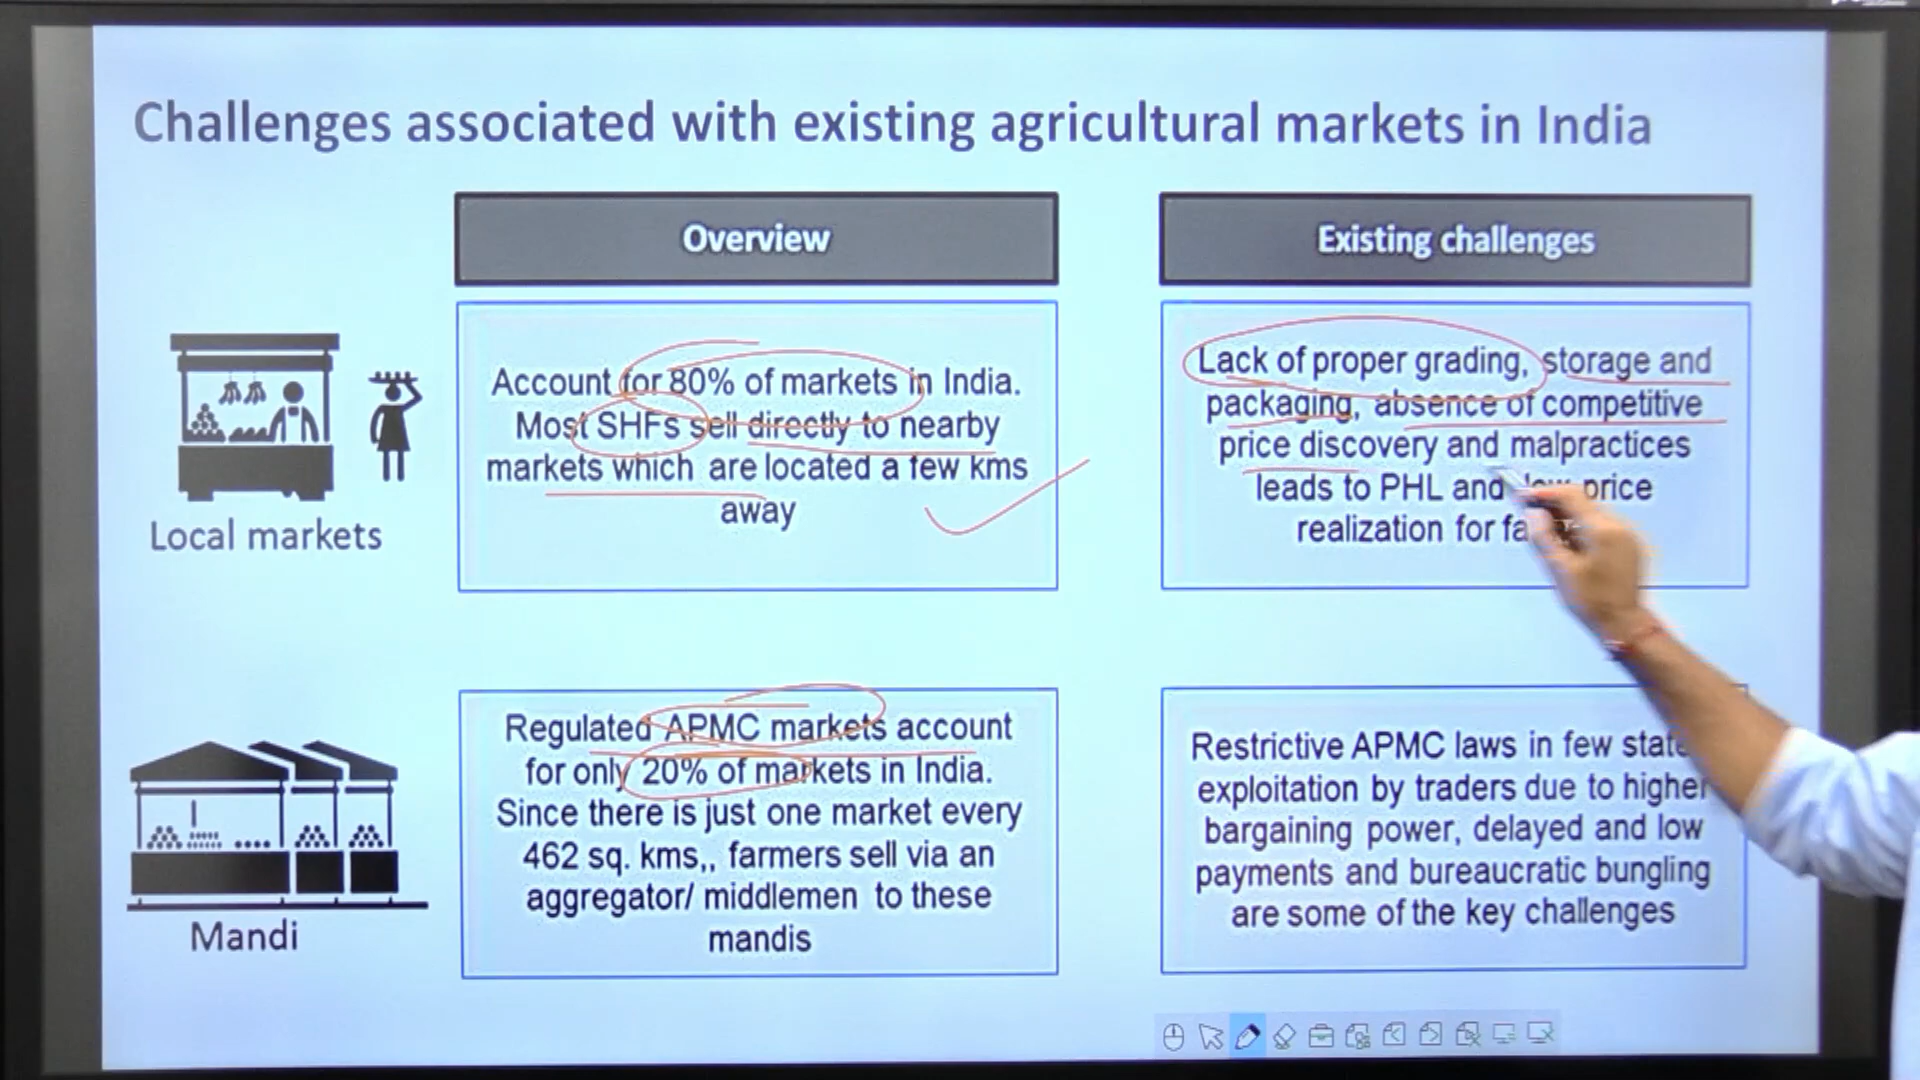 Challenges associated with existing agricultural markets in India
Overview
Existing challenges
Account for 80% of markets in India.
Most SHFs sell directly to nearby
markets which are located a few kms
away
Lack of proper grading, storage and
packaging, absence of competitive
price discovery and malpractices
leads to PHL and low price
realization for
Local markets
Regulated APMC markets account
for only 20% of markets in India.
Since there is just one market every
462 sq. kms,, farmers sell via an
aggregator/ middlemen to these
mandis
Restrictive APMC laws in few
exploitation by traders due to higher
bargaining power, delayed and low
payments and bureaucratic bungling
are some of the key challenges
Mandi